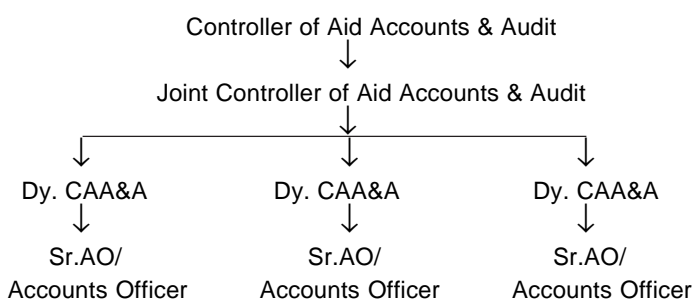 Controller of Aid Accounts & Audit
Joint Controller of Aid Accounts & Audit
Dy. CAA&A
Dy. CAA&A
Dy. CAA&A
Sr.AO/
Accounts Officer
Sr.AO/
Accounts Officer
Sr.AO/
Accounts Officer